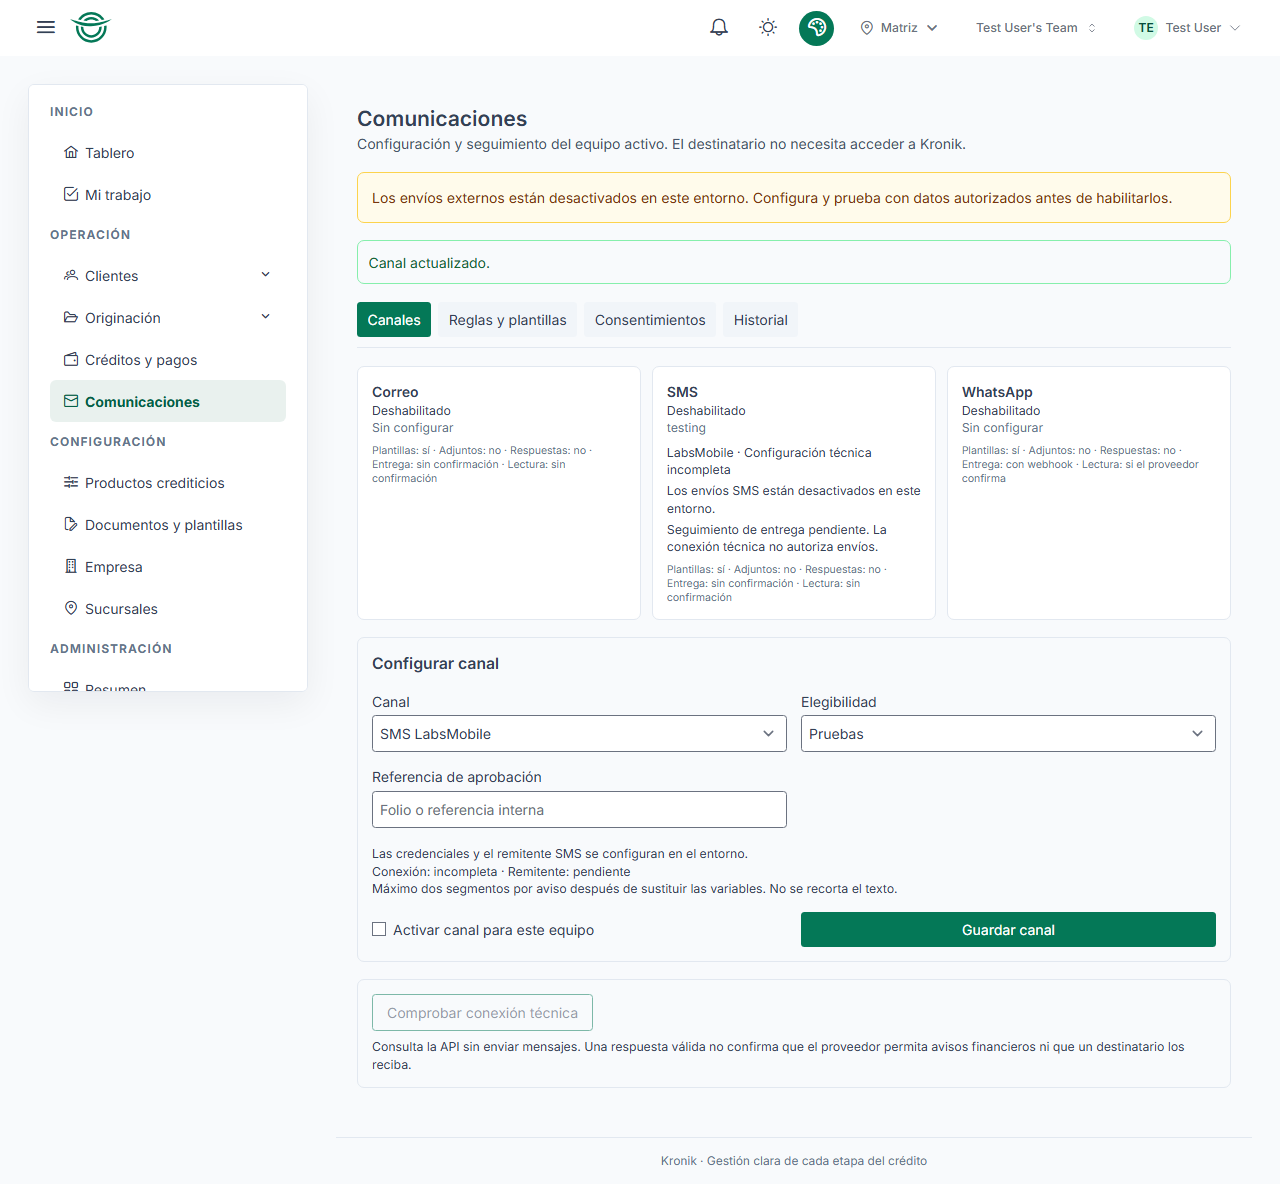 Matriz
Test User's Team
TE
Test User
INICIO
Tablero
Mi trabajo
OPERACIÓN
Clientes
Originación
Créditos y pagos
Comunicaciones
CONFIGURACIÓN
Productos crediticios
Documentos y plantillas
Empresa
Sucursales
ADMINISTRACIÓN
Resumen
Comunicaciones
Configuración y seguimiento del equipo activo. El destinatario no necesita acceder a Kronik.
Los envíos externos están desactivados en este entorno. Configura y prueba con datos autorizados antes de habilitarlos.
Canal actualizado.
Canales
Reglas y plantillas
Consentimientos
Historial
Correo
Deshabilitado
Sin configurar
Plantillas: sí · Adjuntos: no · Respuestas: no ·
Entrega: sin confirmación · Lectura: sin
confirmación
SMS
Deshabilitado
testing
LabsMobile · Configuración técnica
incompleta
Los envíos SMS están desactivados en este
entorno.
Seguimiento de entrega pendiente. La
conexión técnica no autoriza envíos.
Plantillas: sí · Adjuntos: no · Respuestas: no ·
Entrega: sin confirmación · Lectura: sin
confirmación
WhatsApp
Deshabilitado
Sin configurar
Plantillas: sí · Adjuntos: no · Respuestas: no ·
Entrega: con webhook · Lectura: si el proveedor
confirma
Configurar canal
Canal
SMS LabsMobile
Elegibilidad
Pruebas
Referencia de aprobación
Folio o referencia interna
Las credenciales y el remitente SMS se configuran en el entorno.
Conexión: incompleta · Remitente: pendiente
Máximo dos segmentos por aviso después de sustituir las variables. No se recorta el texto.
Activar canal para este equipo
Guardar canal
Comprobar conexión técnica
Consulta la API sin enviar mensajes. Una respuesta válida no confirma que el proveedor permita avisos financieros ni que un destinatario los
reciba.
Kronik · Gestión clara de cada etapa del crédito